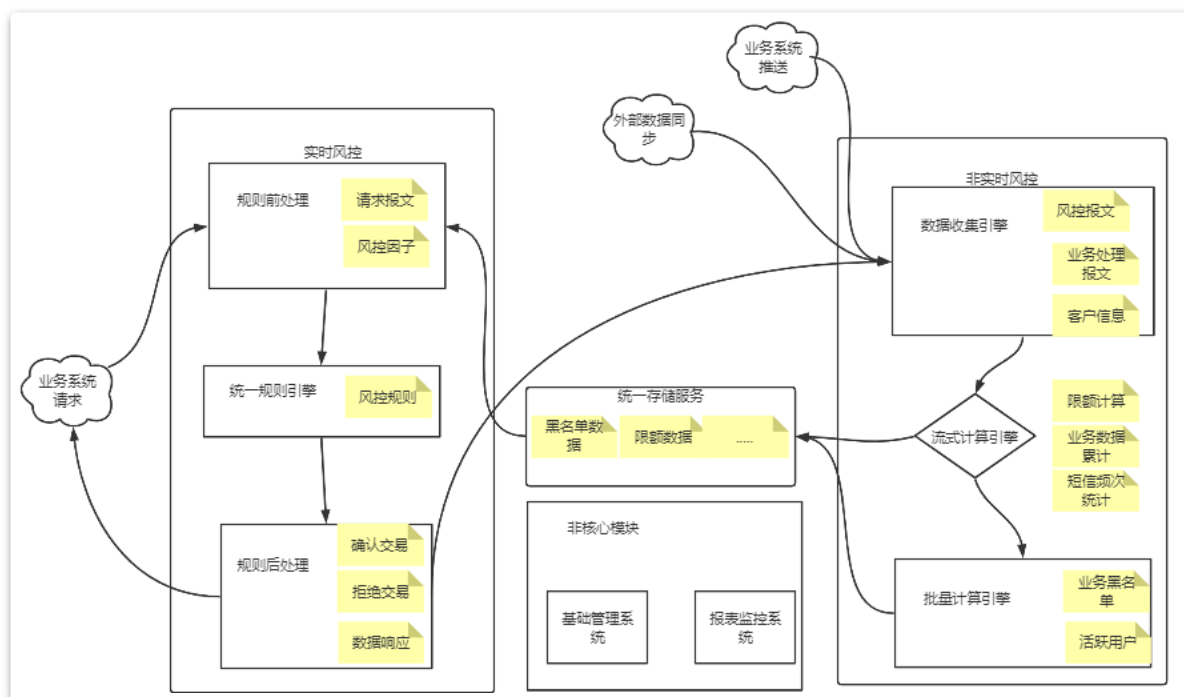 业务系统
推送
外部数据同
步
实时风控
规则前处理
请求报文
风控因子
业务系统
请求
统一规则引擎
风控规则
规则后处理
确认交易
拒绝交易
数据响应
统一存储服务
黑名单数
据
限额数据
.....
非核心模块
基础管理系
统
报表监控系
统
非实时风控
数据收集引擎
风控报文
业务处理
报文
客户信息
流式计算引擎
限额计算
业务数据
累计
短信频次
统计
批量计算引擎
业务黑名
单
活跃用户